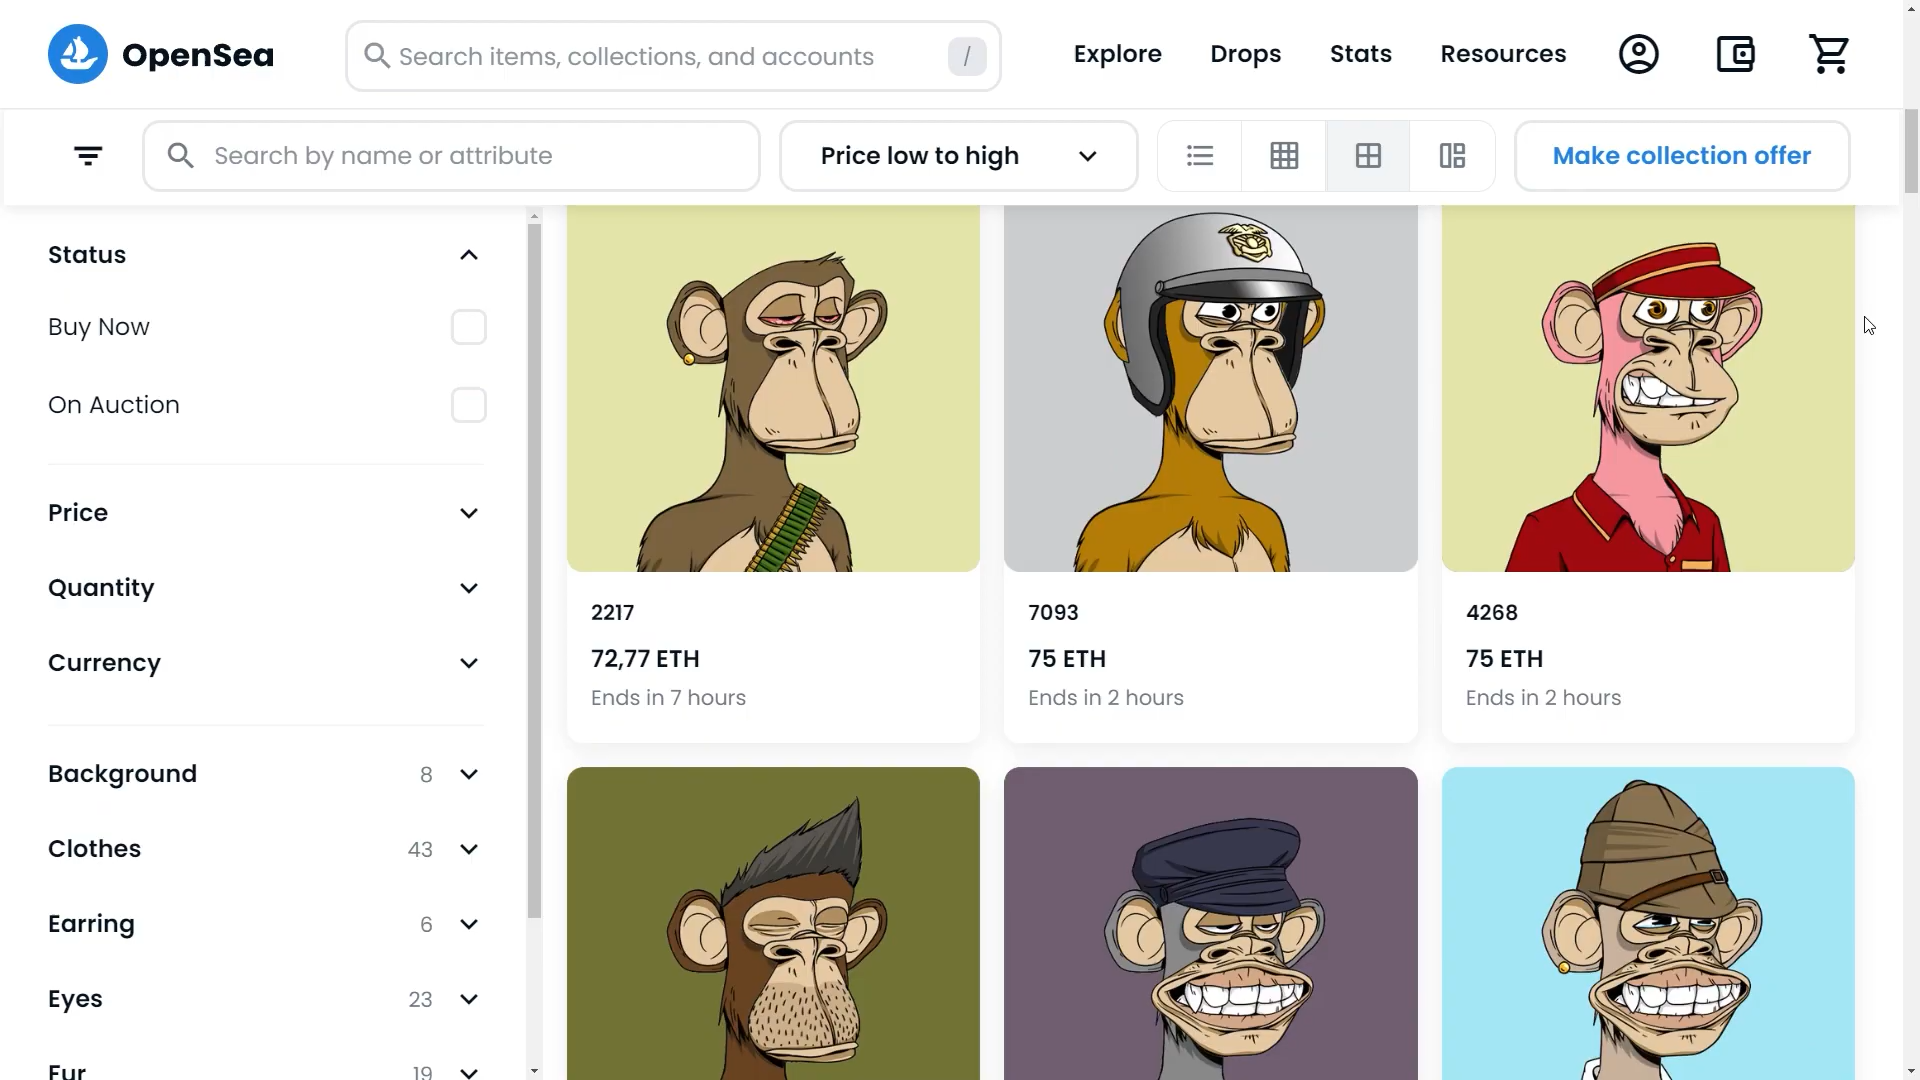 OpenSea
Search items, collections, and accounts
/
Explore
Drops
Stats
Resources
Search by name or attribute
Price low to high
Make collection offer
Status
Buy Now
On Auction
Price
Quantity
Currency
Background 8
Clothes 43
Earring 6
Eyes 23
Fur 19
2217
72,77 ETH
Ends in 7 hours
7093
75 ETH
Ends in 2 hours
4268
75 ETH
Ends in 2 hours